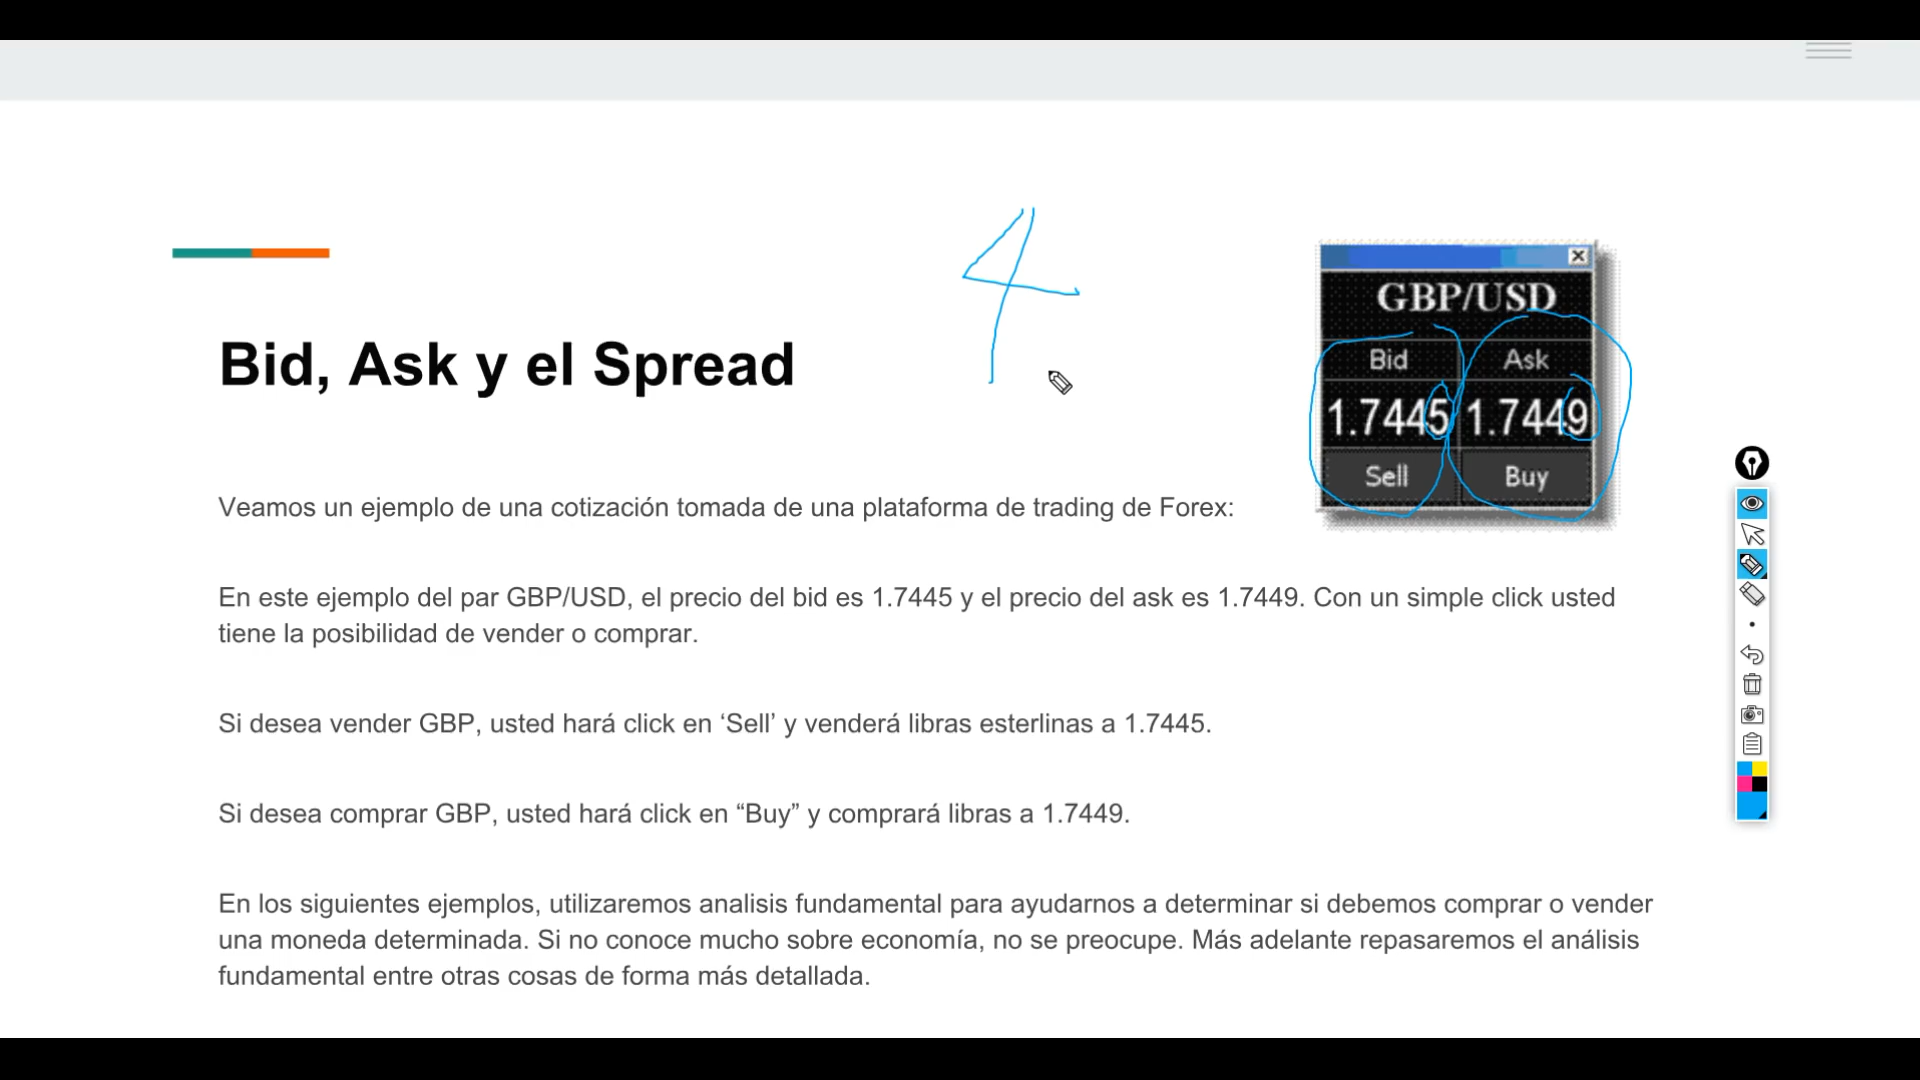 4
Bid, Ask y el Spread
GBP/USD
Bid Ask
1.7445 1.7449
Sell Buy
Veamos un ejemplo de una cotización tomada de una plataforma de trading de Forex:
En este ejemplo del par GBP/USD, el precio del bid es 1.7445 y el precio del ask es 1.7449. Con un simple click usted
tiene la posibilidad de vender o comprar.
Si desea vender GBP, usted hará click en ‘Sell’ y venderá libras esterlinas a 1.7445.
Si desea comprar GBP, usted hará click en “Buy” y comprará libras a 1.7449.
En los siguientes ejemplos, utilizaremos analisis fundamental para ayudarnos a determinar si debemos comprar o vender
una moneda determinada. Si no conoce mucho sobre economía, no se preocupe. Más adelante repasaremos el análisis
fundamental entre otras cosas de forma más detallada.